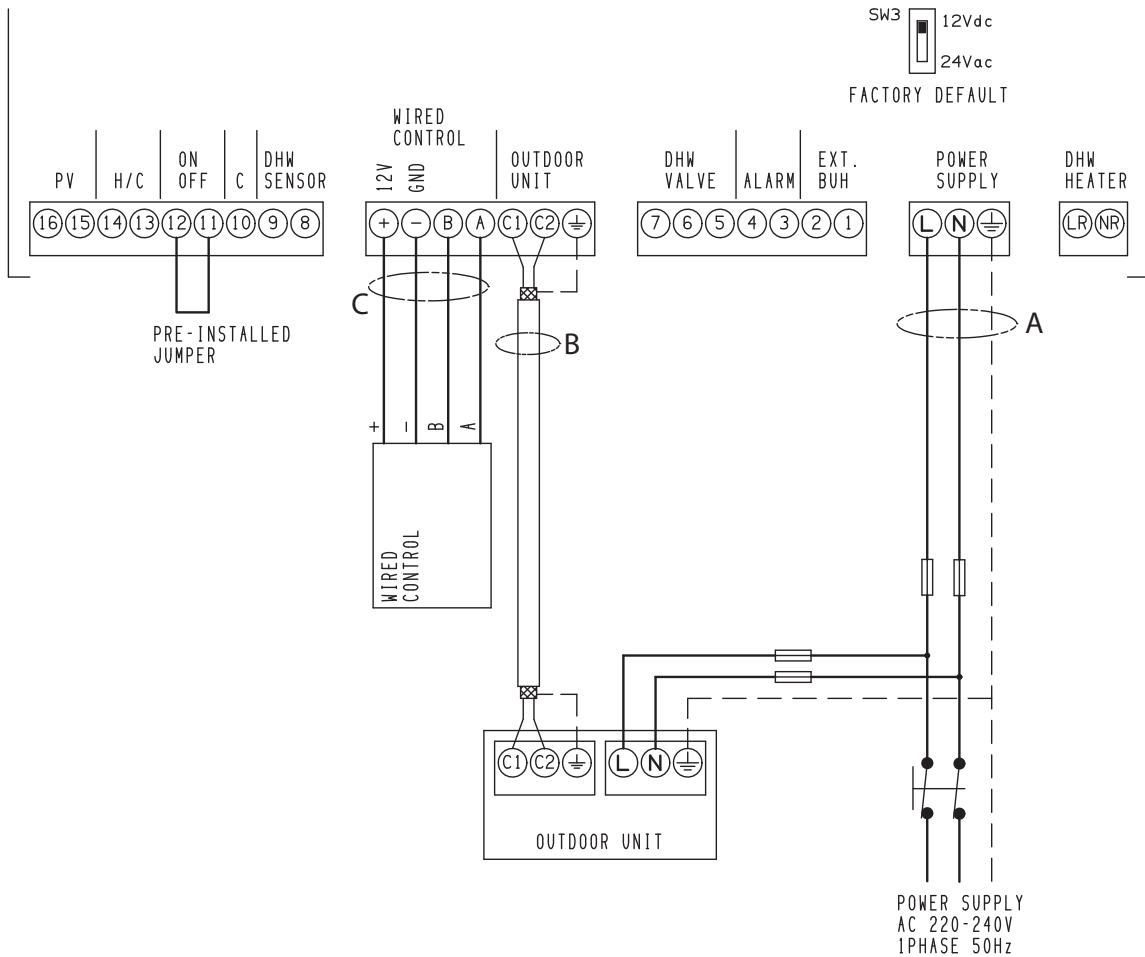 SW3
12Vdc
24Vac
FACTORY DEFAULT
PV
H/C
ON
OFF
C
DHW
SENSOR
WIRED
CONTROL
12V
GND
OUTDOOR
UNIT
DHW
VALVE
ALARM
EXT.
BUH
POWER
SUPPLY
DHW
HEATER
16 15 14 13 12 11 10 9 8
+ - B A C1 C2
7 6 5 4 3 2 1
L N
LR NR
C
B
A
PRE-INSTALLED
JUMPER
+ - B A
WIRED
CONTROL
C1 C2
L N
OUTDOOR UNIT
POWER SUPPLY
AC 220-240V
1PHASE 50Hz